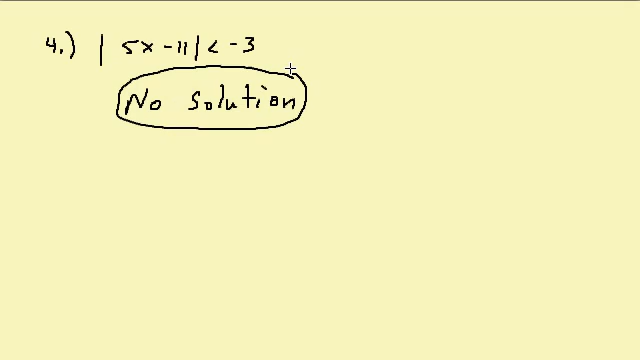 4.) | 5x - 11 | < -3
No solution